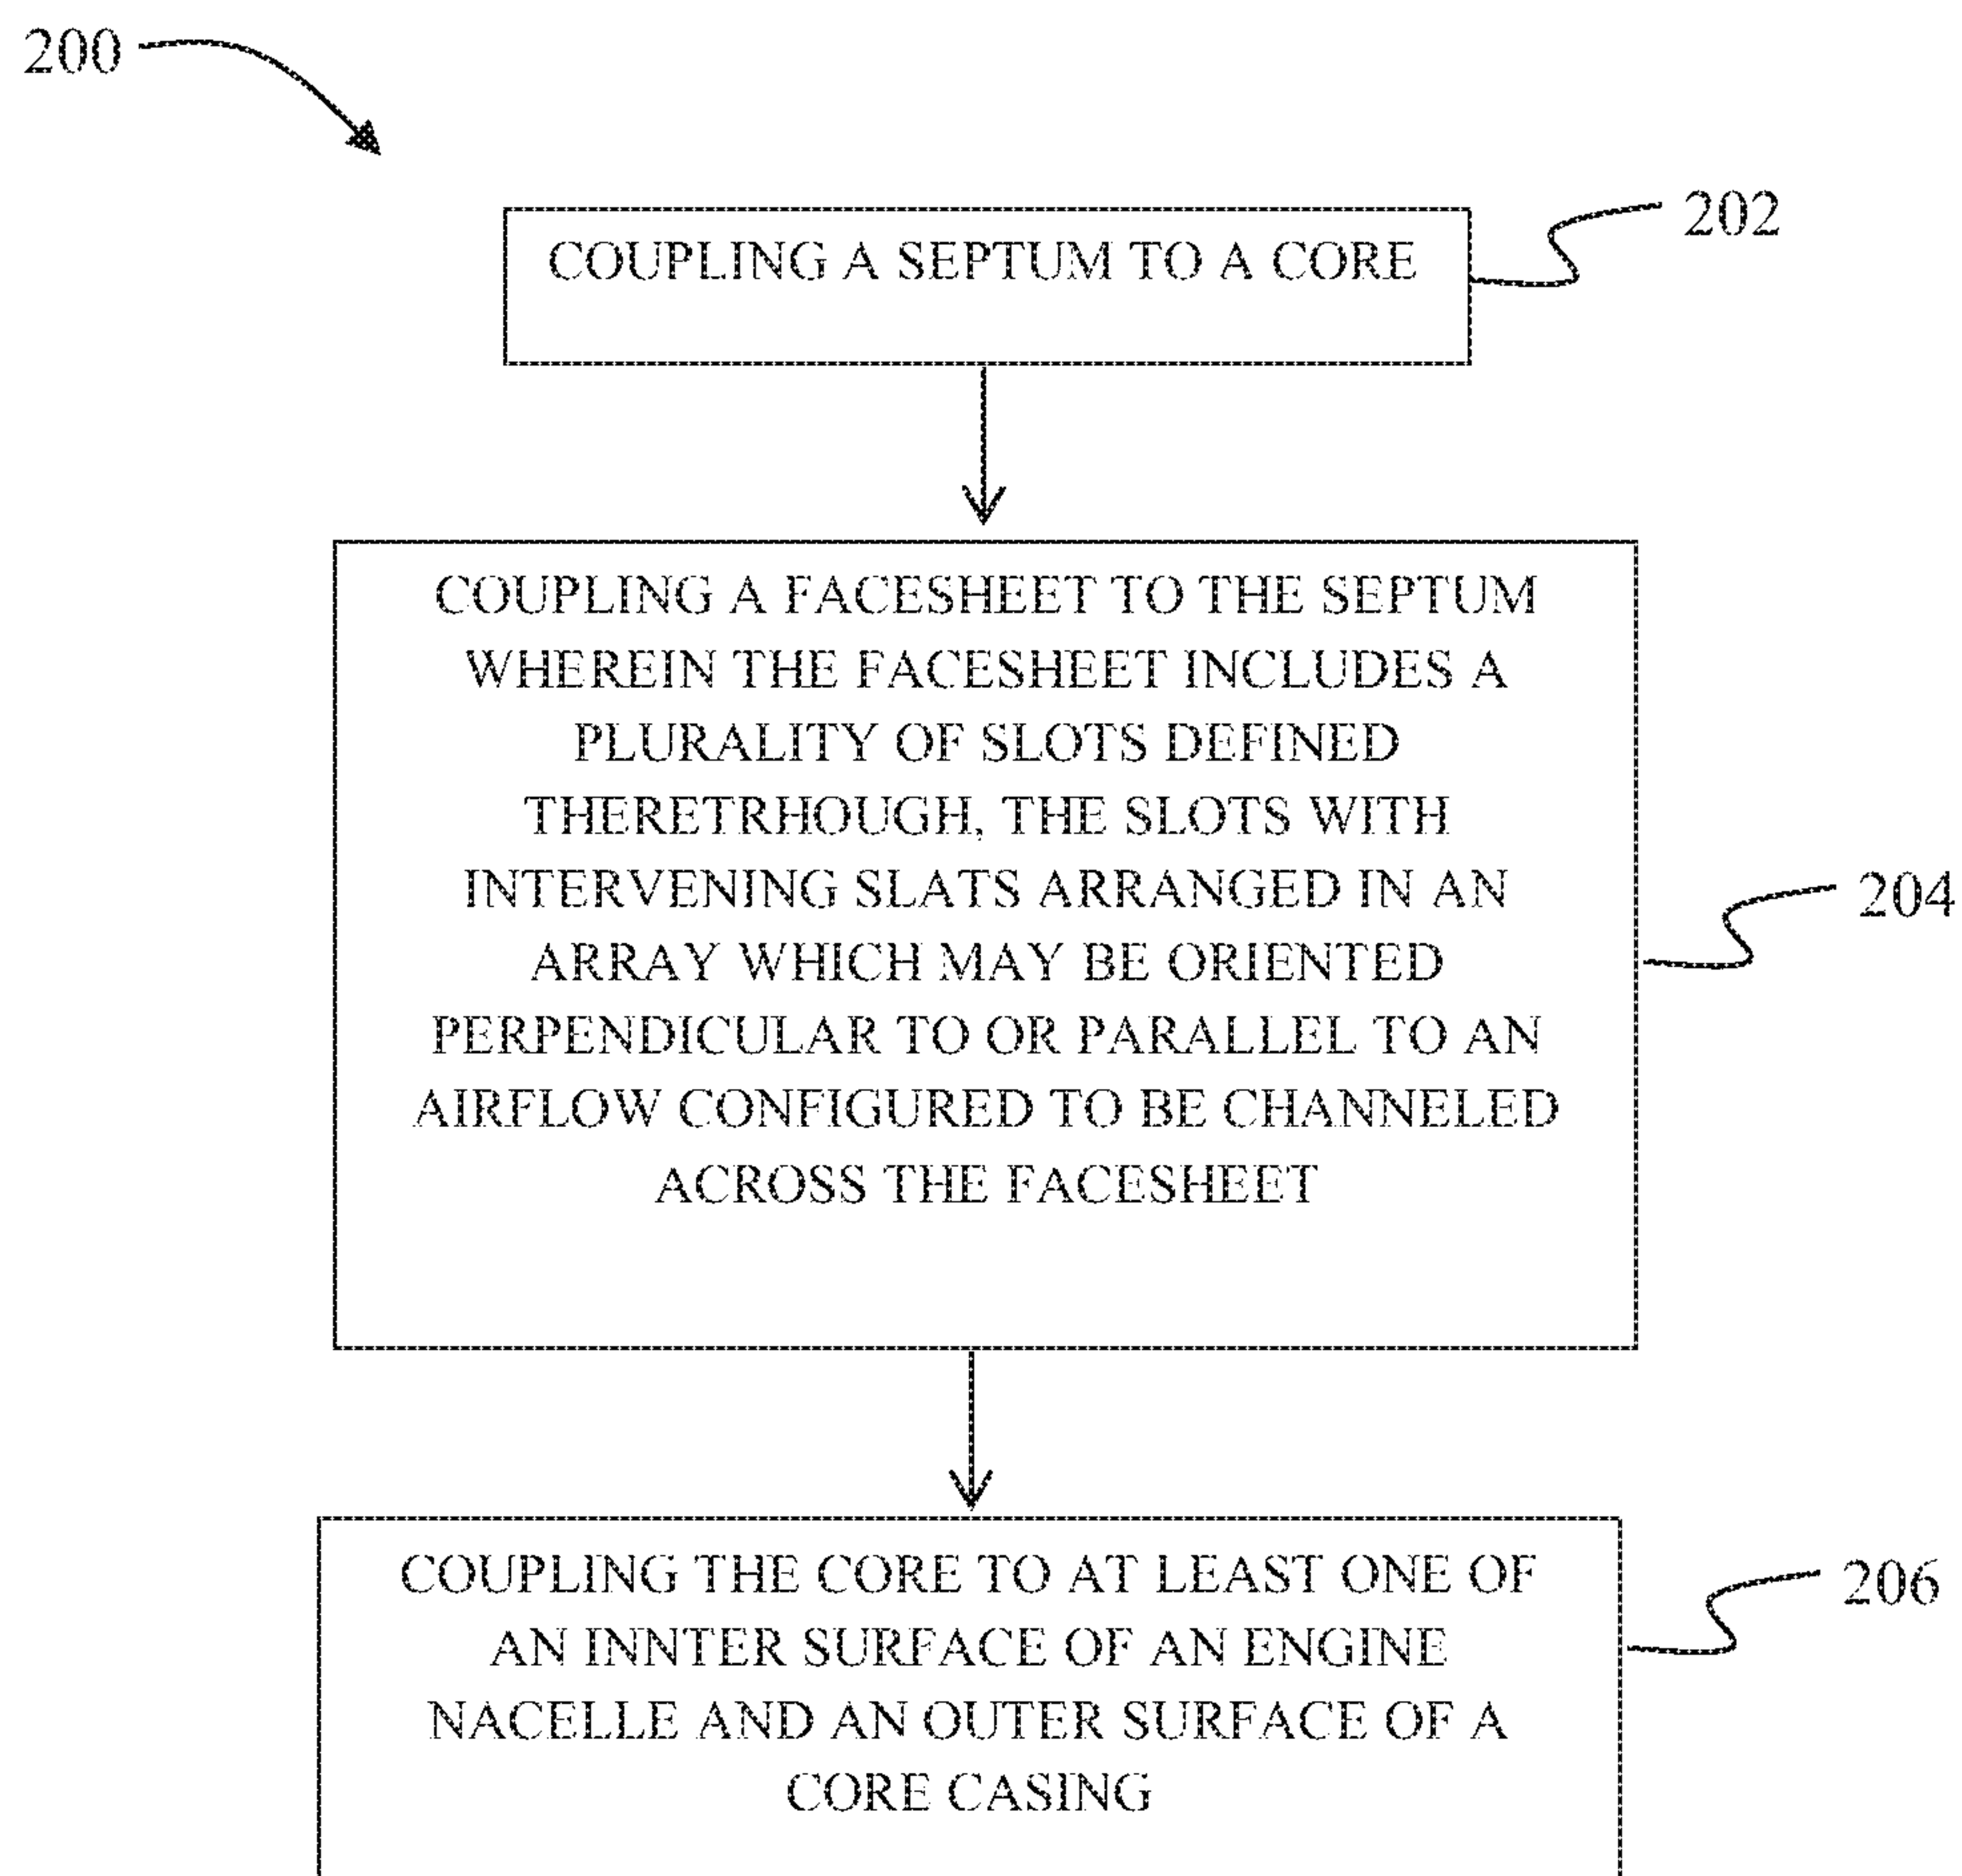 200
202
COUPLING A SEPTUM TO A CORE
COUPLING A FACESHEET TO THE SEPTUM
WHEREIN THE FACESHEET INCLUDES A
PLURALITY OF SLOTS DEFINED
THERETRHOUGH, THE SLOTS WITH
INTERVENING SLATS ARRANGED IN AN
204
ARRAY WHICH MAY BE ORIENTED
PERPENDICULAR TO OR PARALLEL TO AN
AIRFLOW CONFIGURED TO BE CHANNELED
ACROSS THE FACESHEET
COUPLING THE CORE TO AT LEAST ONE OF
206
AN INNTER SURFACE OF AN ENGINE
NACELLE AND AN OUTER SURFACE OF A
CORE CASING